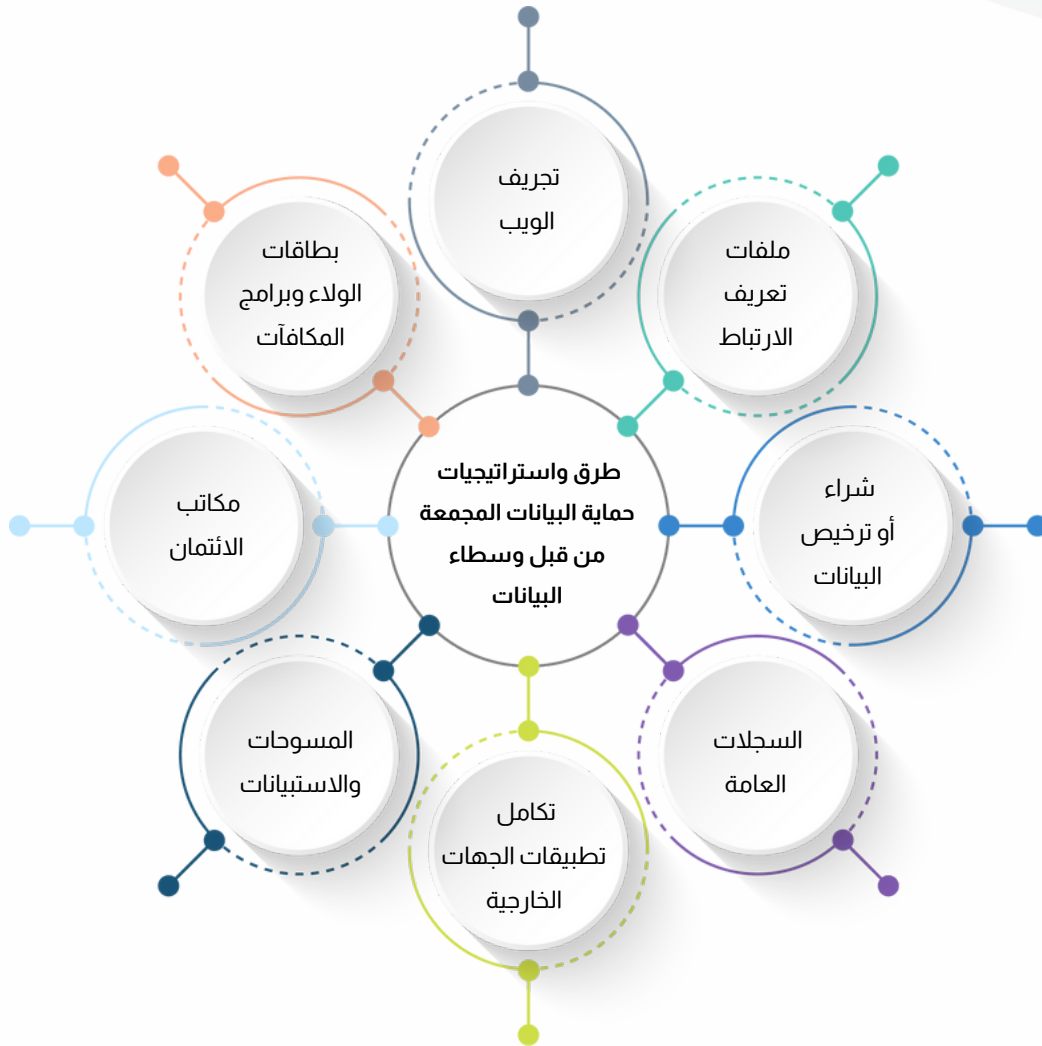 طرق واستراتيجيات
حماية البيانات المجمعة
من قبل وسطاء
البيانات
تجريف
الويب
ملفات
تعريف
الارتباط
شراء
أو ترخيص
البيانات
السجلات
العامة
تكامل
تطبيقات الجهات
الخارجية
المسوحات
والاستبيانات
مكاتب
الائتمان
بطاقات
الولاء وبرامج
المكافآت